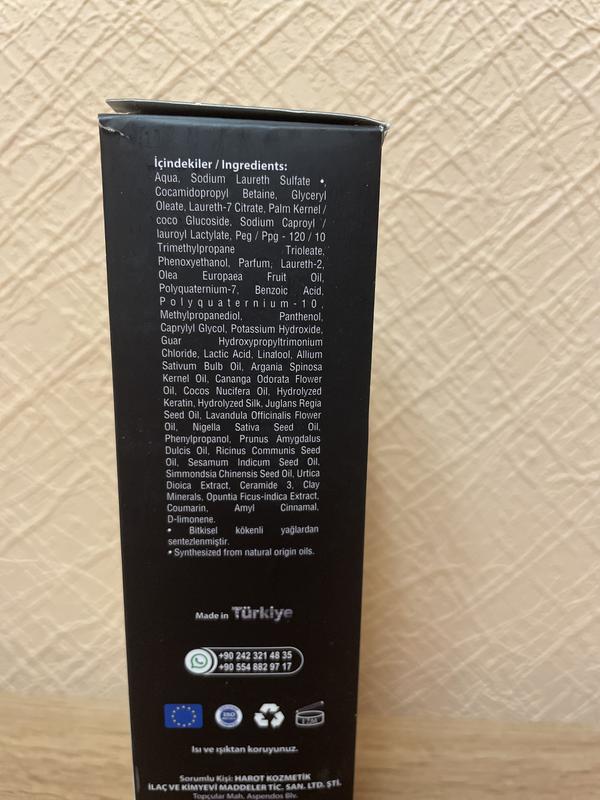 İçindekiler / Ingredients:
Aqua, Sodium Laureth Sulfate •,
Cocamidopropyl Betaine, Glyceryl
Oleate, Laureth-7 Citrate, Palm Kernel /
coco Glucoside, Sodium Caproyl /
lauroyl Lactylate, Peg / Ppg - 120 / 10
Trimethylpropane Trioleate,
Phenoxyethanol, Parfum, Laureth-2,
Olea Europaea Fruit Oil,
Polyquaternium-7, Benzoic Acid,
Polyquaternium-10,
Methylpropanediol, Panthenol,
Caprylyl Glycol, Potassium Hydroxide,
Guar Hydroxypropyltrimonium
Chloride, Lactic Acid, Linalool, Allium
Sativum Bulb Oil, Argania Spinosa
Kernel Oil, Cananga Odorata Flower
Oil, Cocos Nucifera Oil, Hydrolyzed
Keratin, Hydrolyzed Silk, Juglans Regia
Seed Oil, Lavandula Officinalis Flower
Oil, Nigella Sativa Seed Oil,
Phenylpropanol, Prunus Amygdalus
Dulcis Oil, Ricinus Communis Seed
Oil, Sesamum Indicum Seed Oil,
Simmondsia Chinensis Seed Oil, Urtica
Dioica Extract, Ceramide 3, Clay
Minerals, Opuntia Ficus-indica Extract,
Coumarin, Amyl Cinnamal,
D-limonene.
• Bitkisel kökenli yağlardan
sentezlenmiştir.
• Synthesized from natural origin oils.
Made in Türkiye
+90 242 321 48 35
+90 554 882 97 17
ISO
Isı ve ışıktan koruyunuz.
Sorumlu Kişi: HAROT KOZMETİK
İLAÇ VE KİMYEVİ MADDELER TİC. SAN. LTD. ŞTİ.
Topçular Mah. Aspendos Blv.